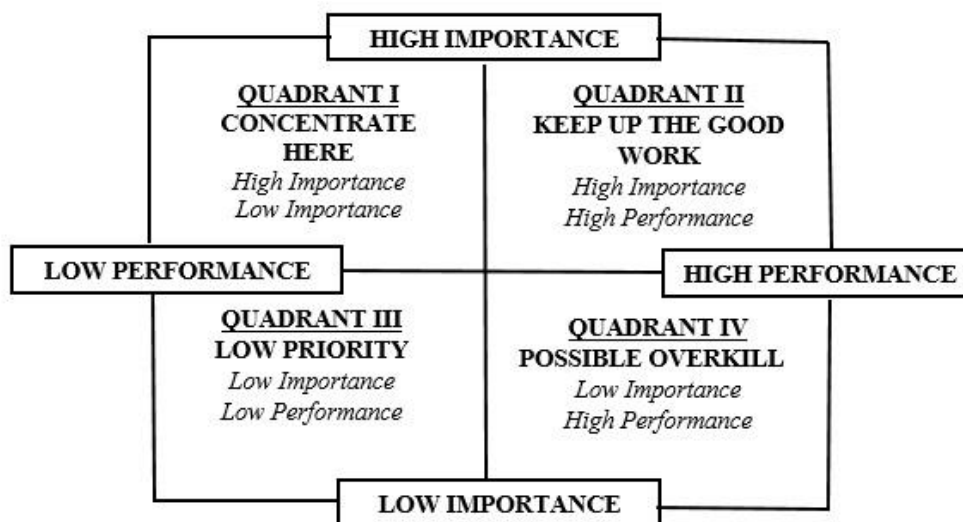 HIGH IMPORTANCE
QUADRANT I
CONCENTRATE
HERE
High Importance
Low Importance
QUADRANT II
KEEP UP THE GOOD
WORK
High Importance
High Performance
LOW PERFORMANCE
HIGH PERFORMANCE
QUADRANT III
LOW PRIORITY
Low Importance
Low Performance
QUADRANT IV
POSSIBLE OVERKILL
Low Importance
High Performance
LOW IMPORTANCE